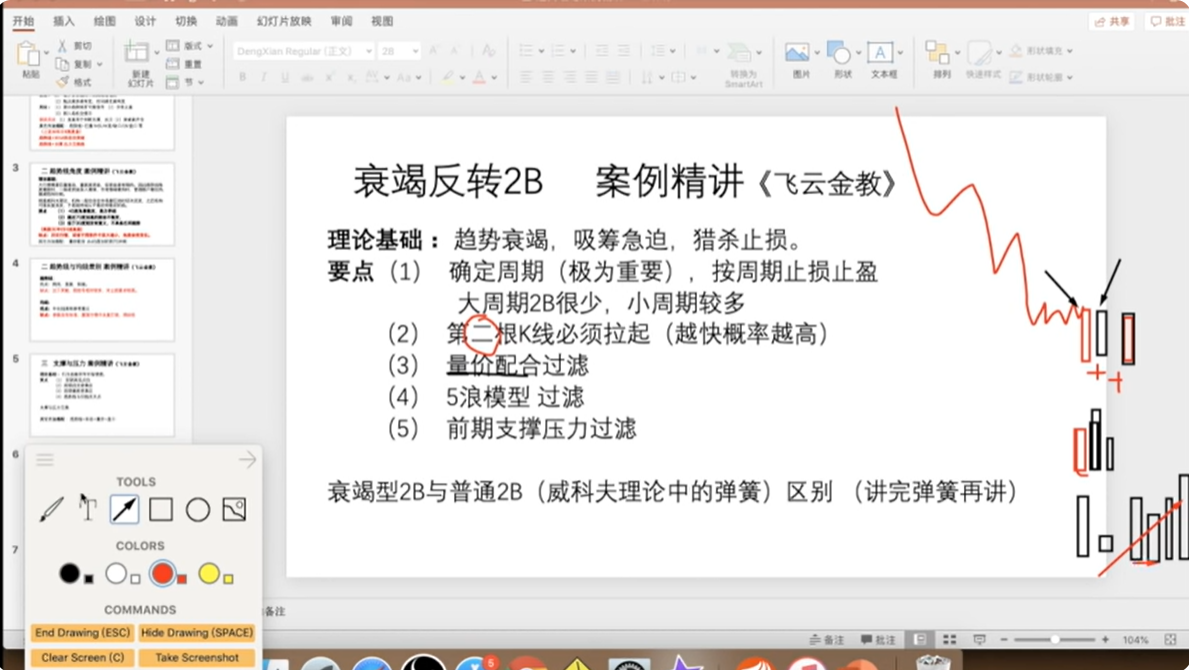 开始 插入 绘图 设计 切换 动画 幻灯片放映 审阅 视图 共享 批注
粘贴 剪切 复制 格式 新建幻灯片 版式 重置 节 DengXian Regular (正文) 28 转换为 SmartArt 图片 形状 文本框 排列 快速样式 形状填充 形状轮廓
衰竭反转2B 案例精讲《飞云金教》
理论基础：趋势衰竭，吸筹急迫，猎杀止损。
要点（1） 确定周期（极为重要），按周期止损止盈
大周期2B很少，小周期较多
（2） 第二根K线必须拉起（越快概率越高）
（3） 量价配合过滤
（4） 5浪模型 过滤
（5） 前期支撑压力过滤
衰竭型2B与普通2B（威科夫理论中的弹簧）区别 （讲完弹簧再讲）
3
4
5
6
7
TOOLS
COLORS
COMMANDS
End Drawing (ESC) Hide Drawing (SPACE)
Clear Screen (C) Take Screenshot
备注
备注 批注 104%
5